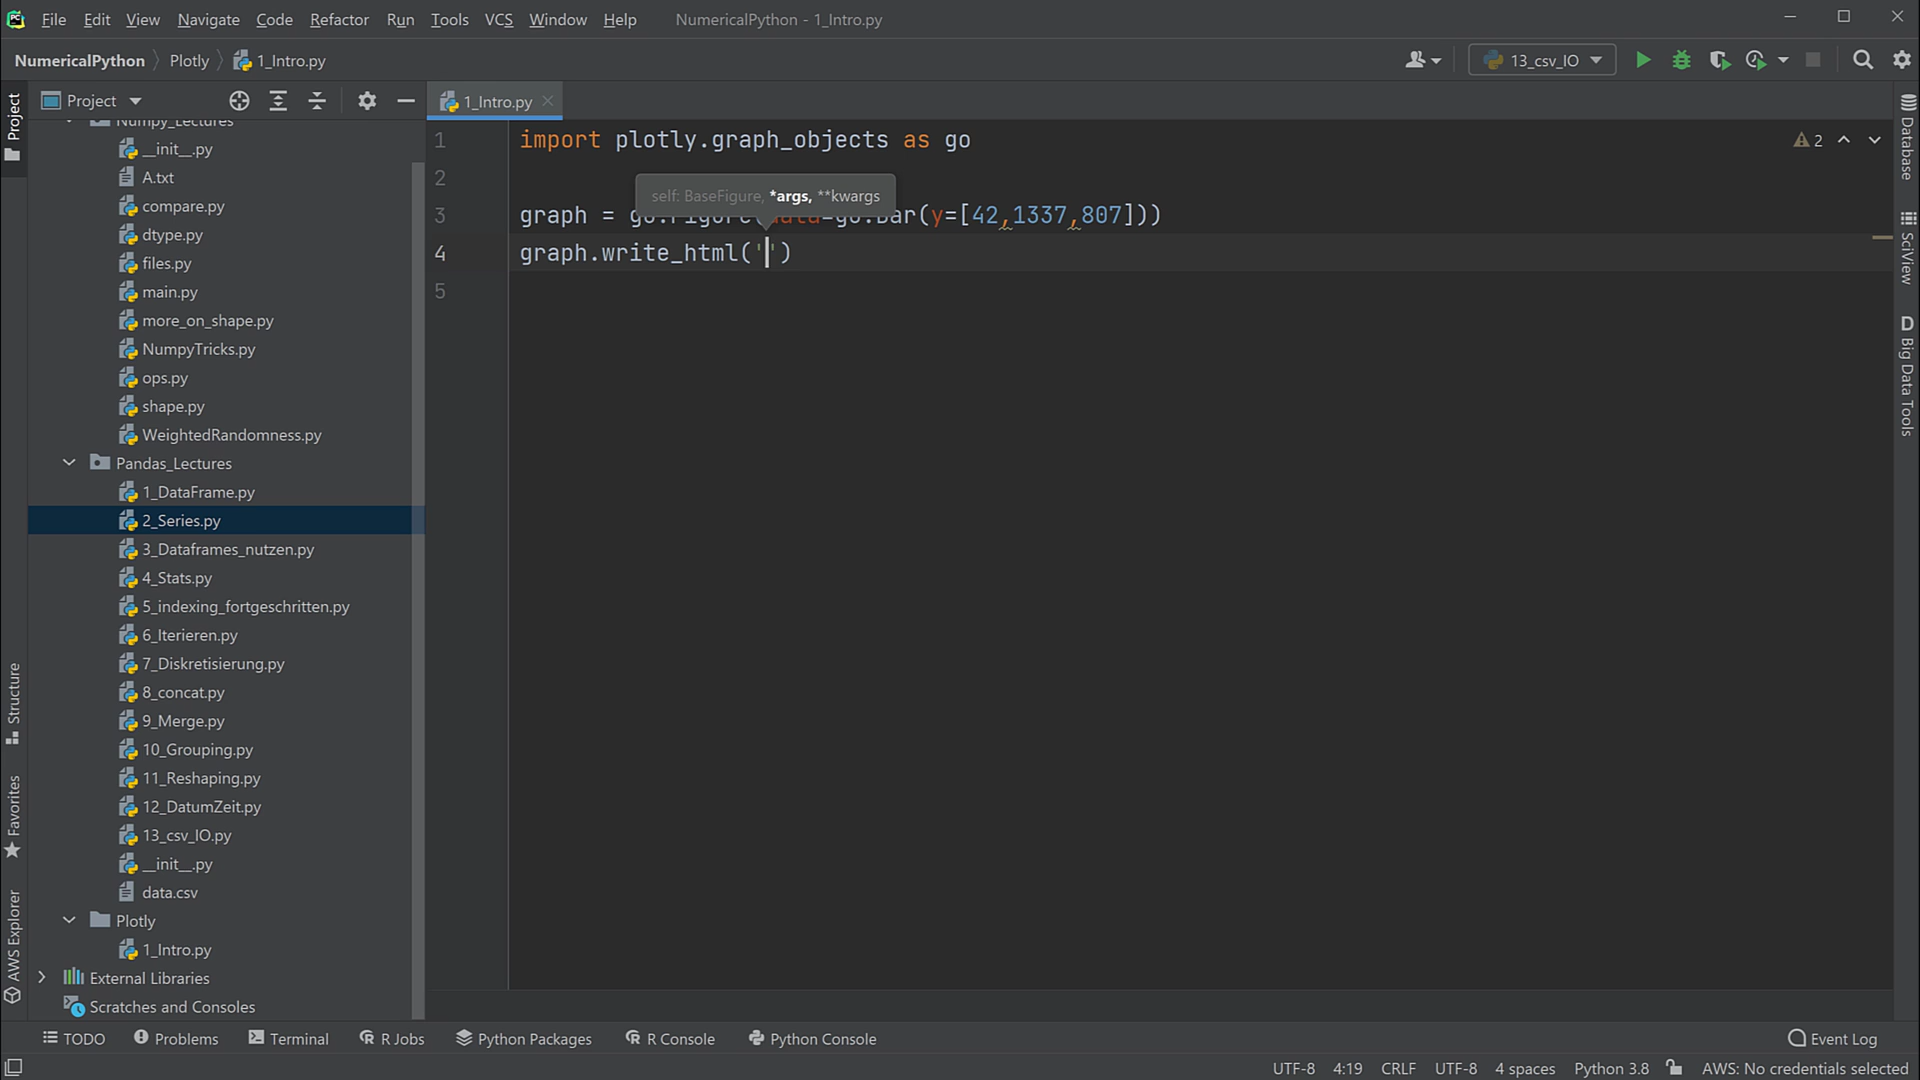 File Edit View Navigate Code Refactor Run Tools VCS Window Help NumericalPython - 1_Intro.py
NumericalPython Plotly 1_Intro.py 13_csv_IO
Project
1_Intro.py
Numpy_Lectures
__init__.py
A.txt
compare.py
dtype.py
files.py
main.py
more_on_shape.py
NumpyTricks.py
ops.py
shape.py
WeightedRandomness.py
Pandas_Lectures
1_DataFrame.py
2_Series.py
3_Dataframes_nutzen.py
4_Stats.py
5_indexing_fortgeschritten.py
6_Iterieren.py
7_Diskretisierung.py
8_concat.py
9_Merge.py
10_Grouping.py
11_Reshaping.py
12_DatumZeit.py
13_csv_IO.py
__init__.py
data.csv
Plotly
1_Intro.py
External Libraries
Scratches and Consoles
1 import plotly.graph_objects as go
2
self: BaseFigure, *args, **kwargs
3 graph = go.Figure(data=go.Bar(y=[42,1337,807]))
4 graph.write_html('')
5
2
Project
Structure
Favorites
AWS Explorer
Database
SciView
D Big Data Tools
TODO Problems Terminal R Jobs Python Packages R Console Python Console Event Log
UTF-8 4:19 CRLF UTF-8 4 spaces Python 3.8 AWS: No credentials selected